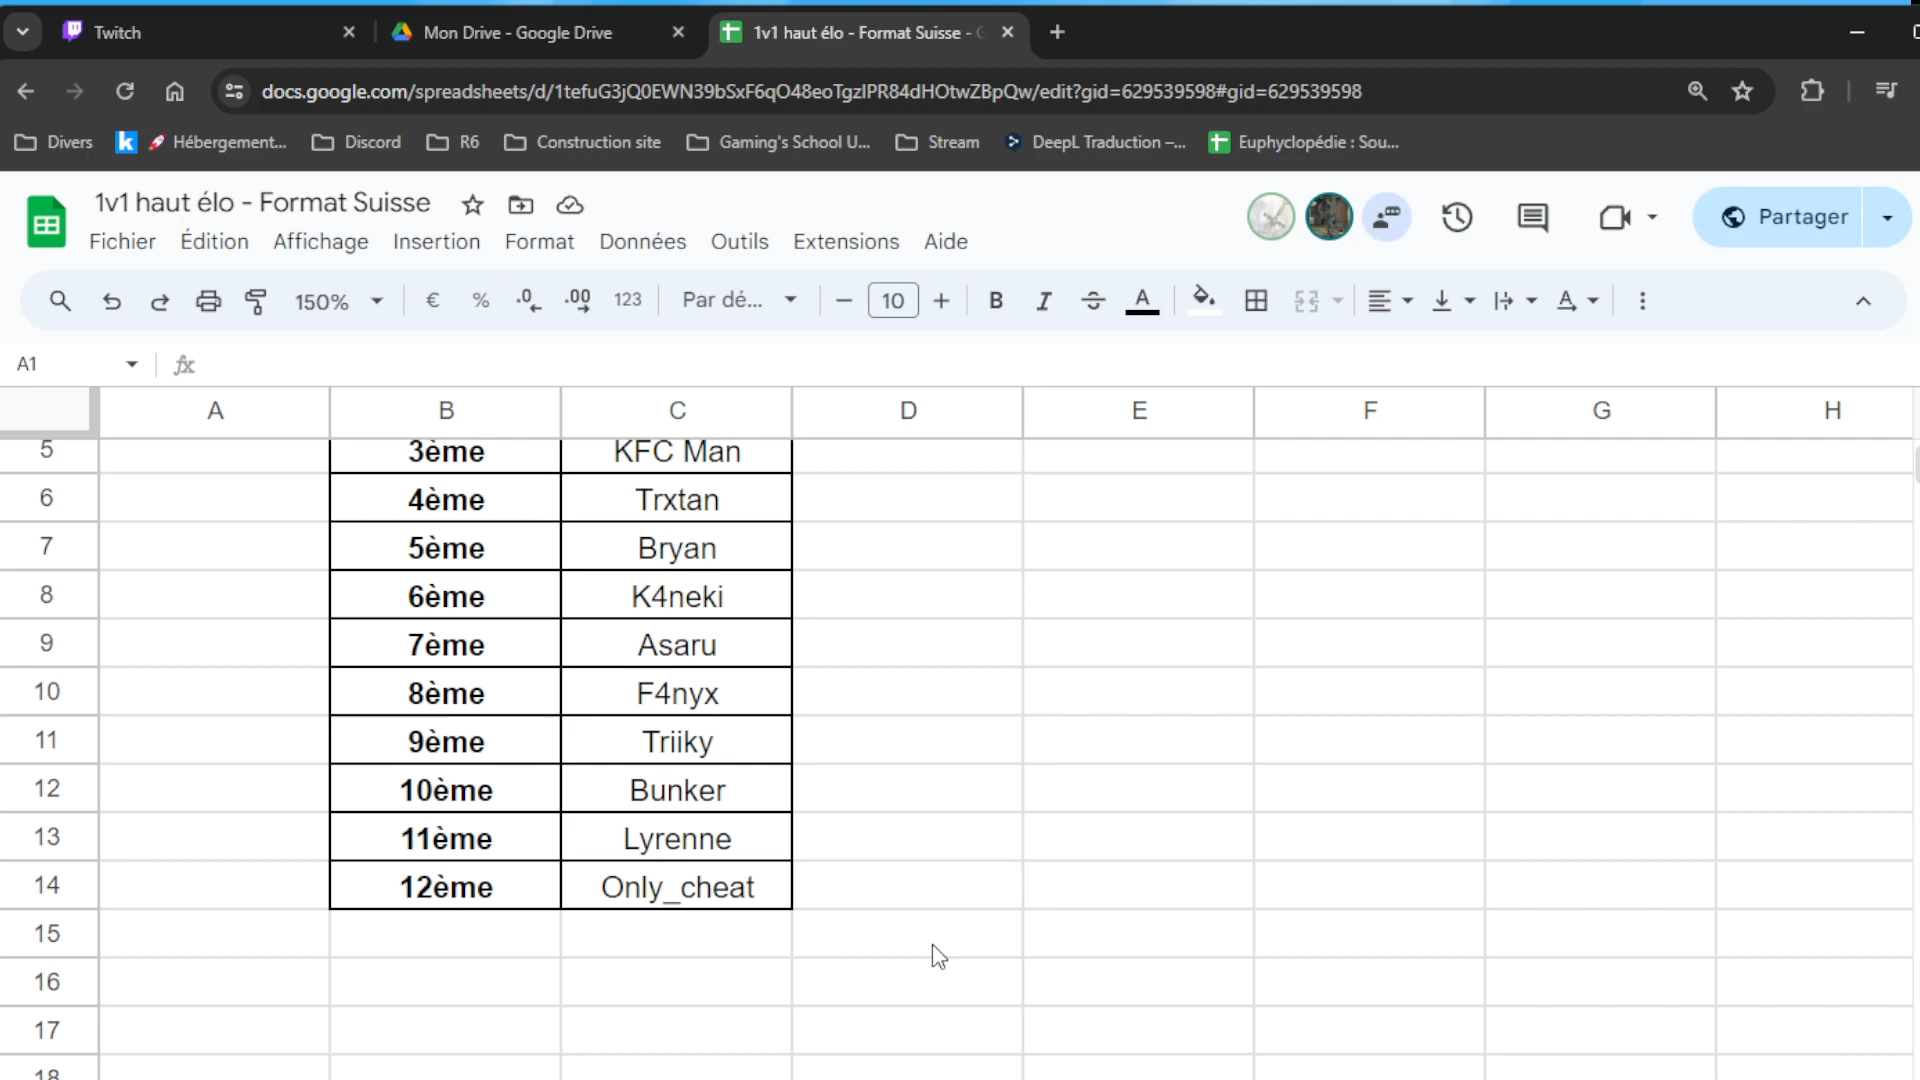 Twitch
Mon Drive - Google Drive
1v1 haut élo - Format Suisse -
docs.google.com/spreadsheets/d/1tefuG3jQ0EWN39bSxF6qO48eoTgzIPR84dHOtwZBpQw/edit?gid=629539598#gid=629539598
Divers
Hébergement...
Discord
R6
Construction site
Gaming's School U...
Stream
DeepL Traduction –...
Euphyclopédie : Sou...
1v1 haut élo - Format Suisse
Fichier Édition Affichage Insertion Format Données Outils Extensions Aide
Partager
150% € % .0 .00 123 Par dé... 10 B I A A
A1 fx
A B C D E F G H
5 3ème KFC Man
6 4ème Trxtan
7 5ème Bryan
8 6ème K4neki
9 7ème Asaru
10 8ème F4nyx
11 9ème Triiky
12 10ème Bunker
13 11ème Lyrenne
14 12ème Only_cheat
15
16
17
18